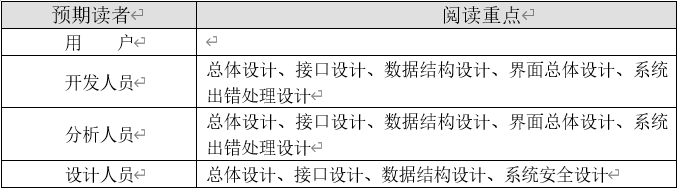 预期读者 阅读重点
用 户
开发人员 总体设计、接口设计、数据结构设计、界面总体设计、系统
出错处理设计
分析人员 总体设计、接口设计、数据结构设计、界面总体设计、系统
出错处理设计
设计人员 总体设计、接口设计、数据结构设计、系统安全设计